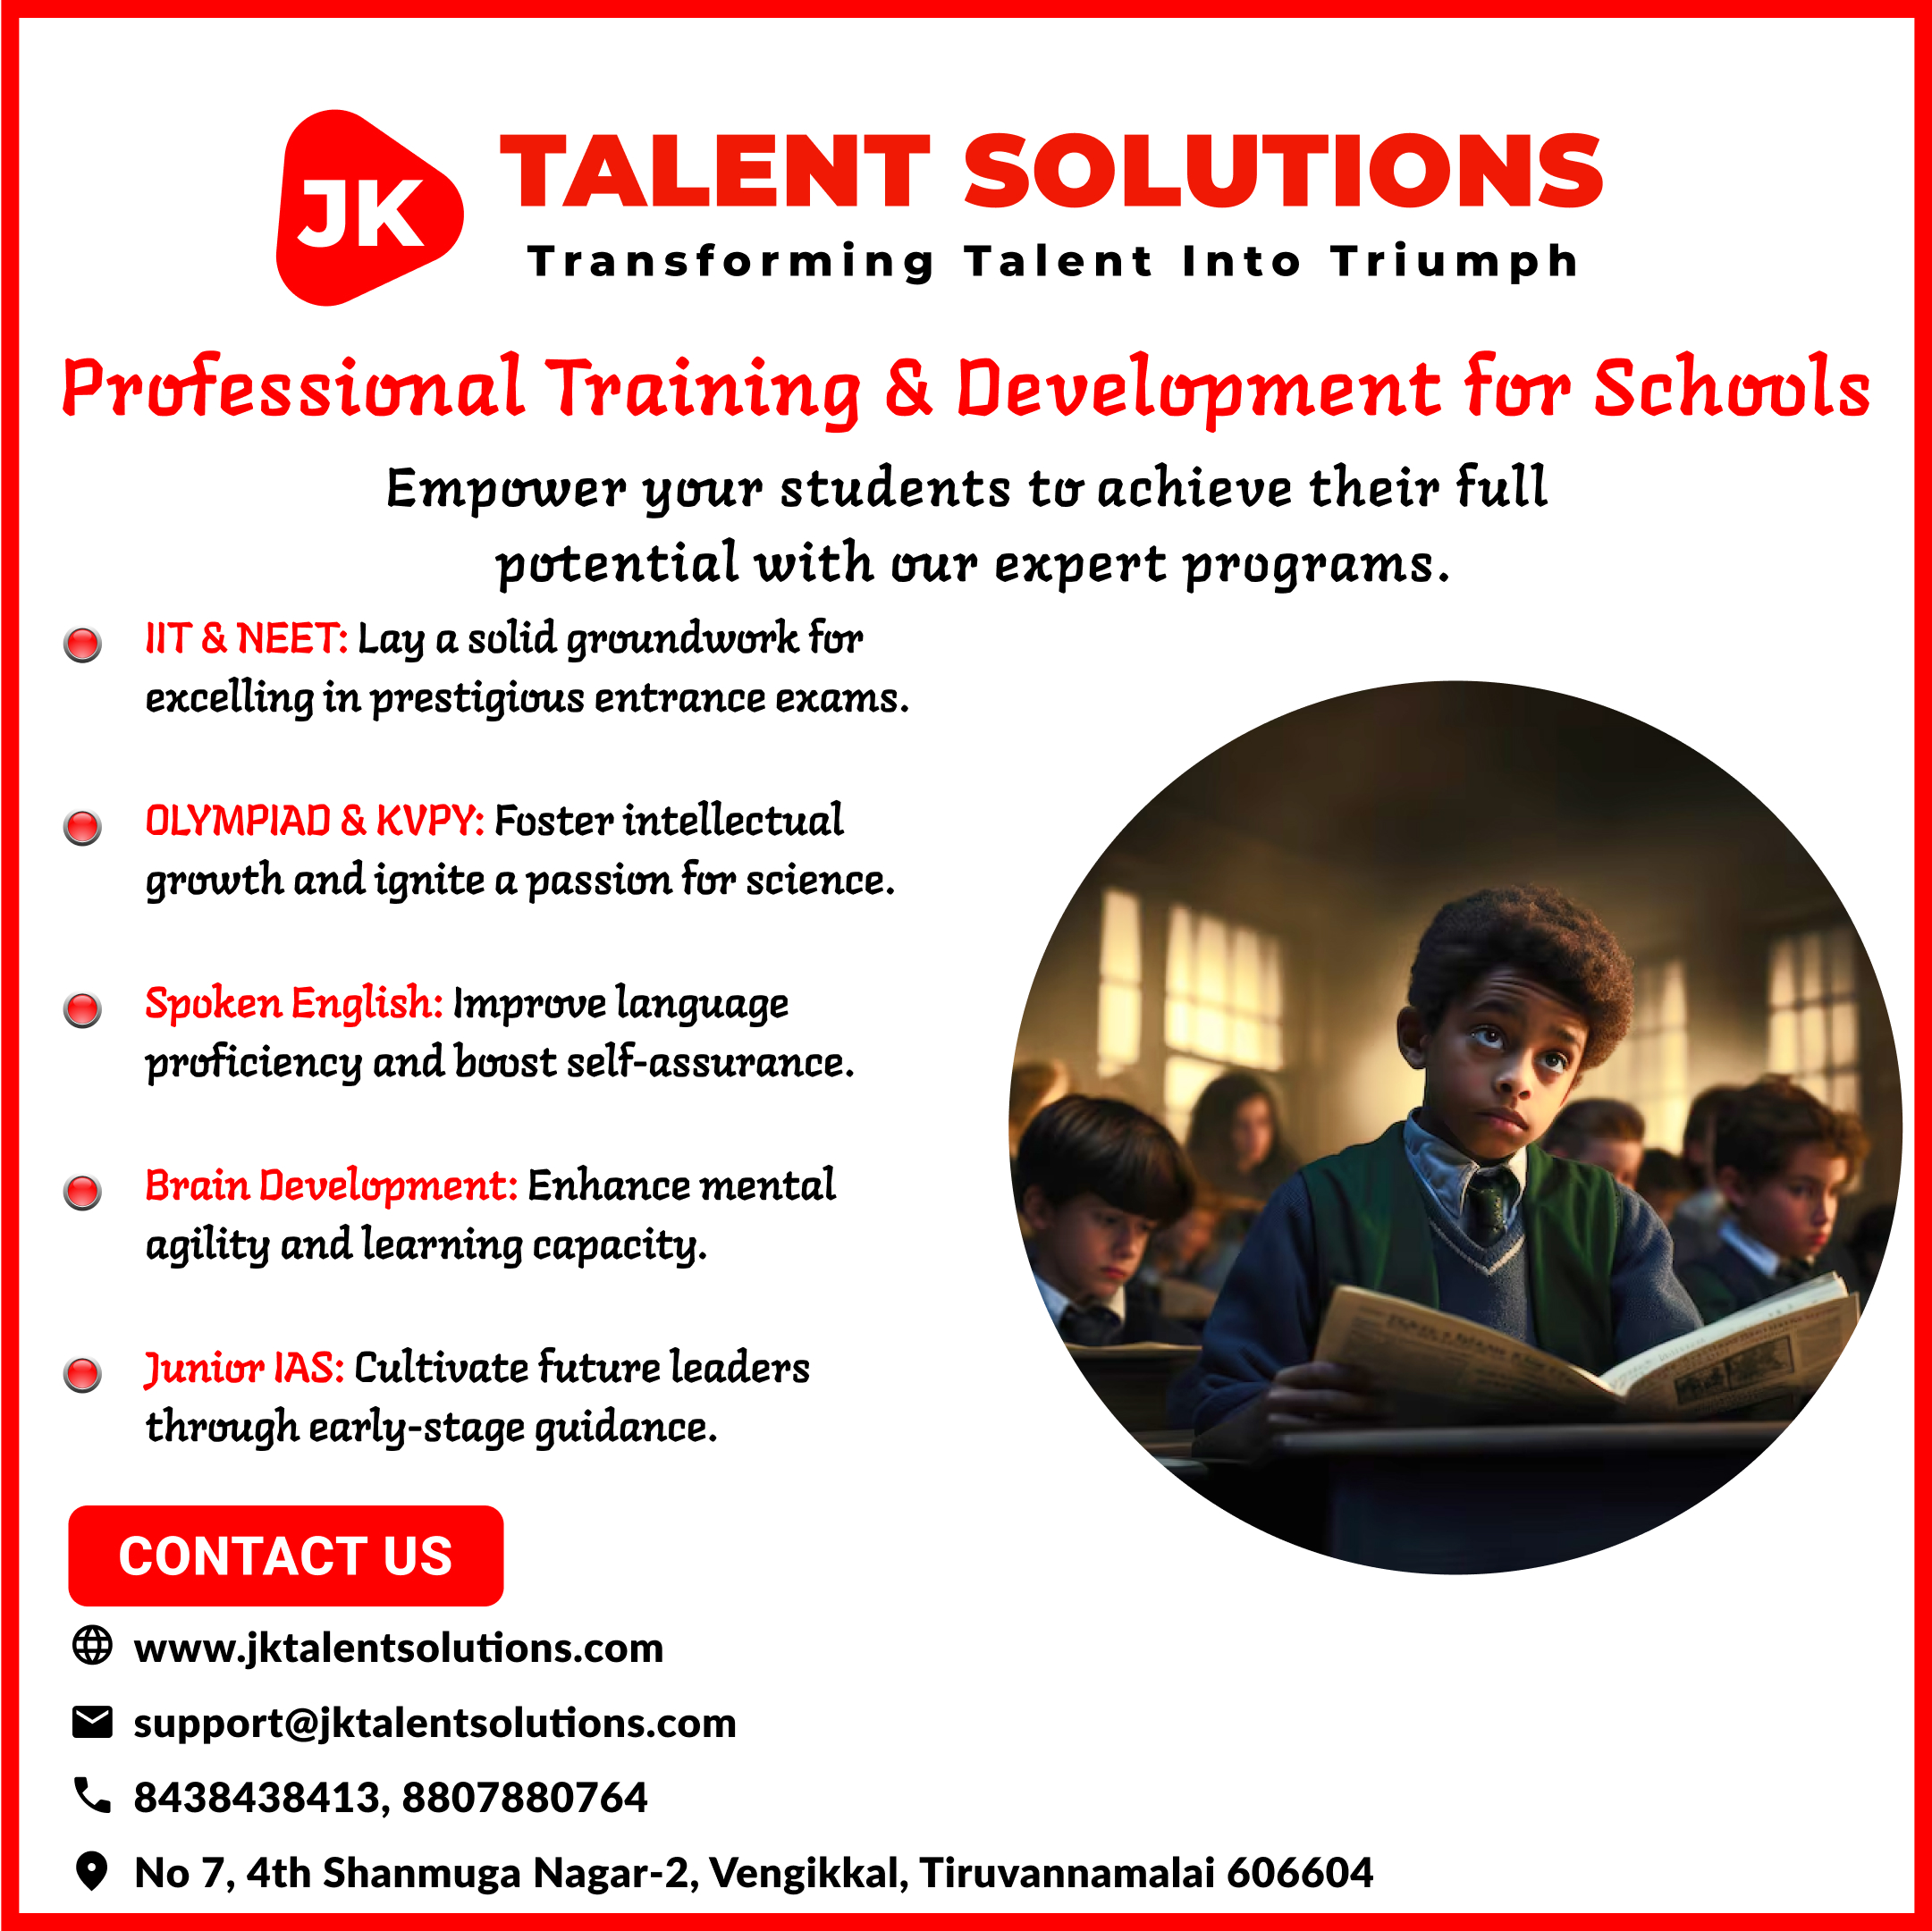 JK
TALENT SOLUTIONS
Transforming Talent Into Triumph
Professional Training & Development for Schools
Empower your students to achieve their full
potential with our expert programs.
IIT & NEET: Lay a solid groundwork for
excelling in prestigious entrance exams.
OLYMPIAD & KVPY: Foster intellectual
growth and ignite a passion for science.
Spoken English: Improve language
proficiency and boost self-assurance.
Brain Development: Enhance mental
agility and learning capacity.
Junior IAS: Cultivate future leaders
through early-stage guidance.
CONTACT US
www.jktalentsolutions.com
support@jktalentsolutions.com
8438438413, 8807880764
No 7, 4th Shanmuga Nagar-2, Vengikkal, Tiruvannamalai 606604